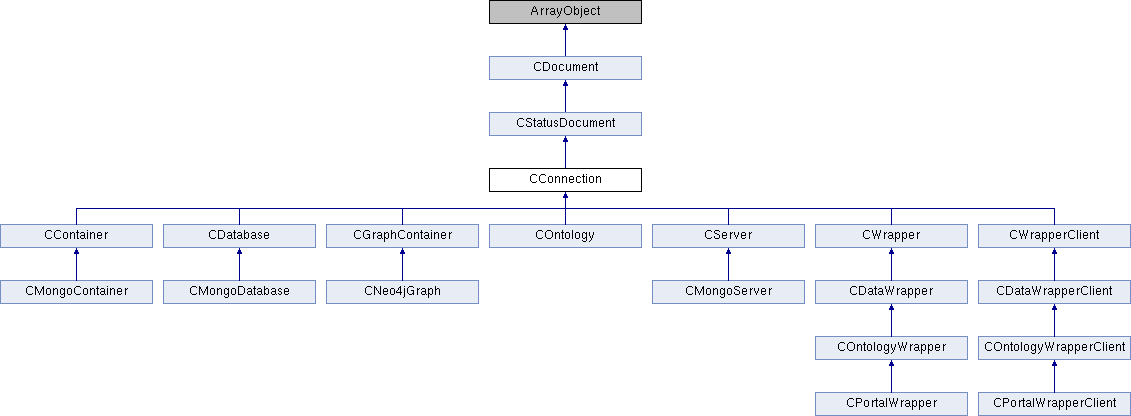 ArrayObject
CDocument
CStatusDocument
CConnection
CContainer CDatabase CGraphContainer COntology CServer CWrapper CWrapperClient
CMongoContainer CMongoDatabase CNeo4jGraph CMongoServer CDataWrapper CDataWrapperClient
COntologyWrapper COntologyWrapperClient
CPortalWrapper CPortalWrapperClient